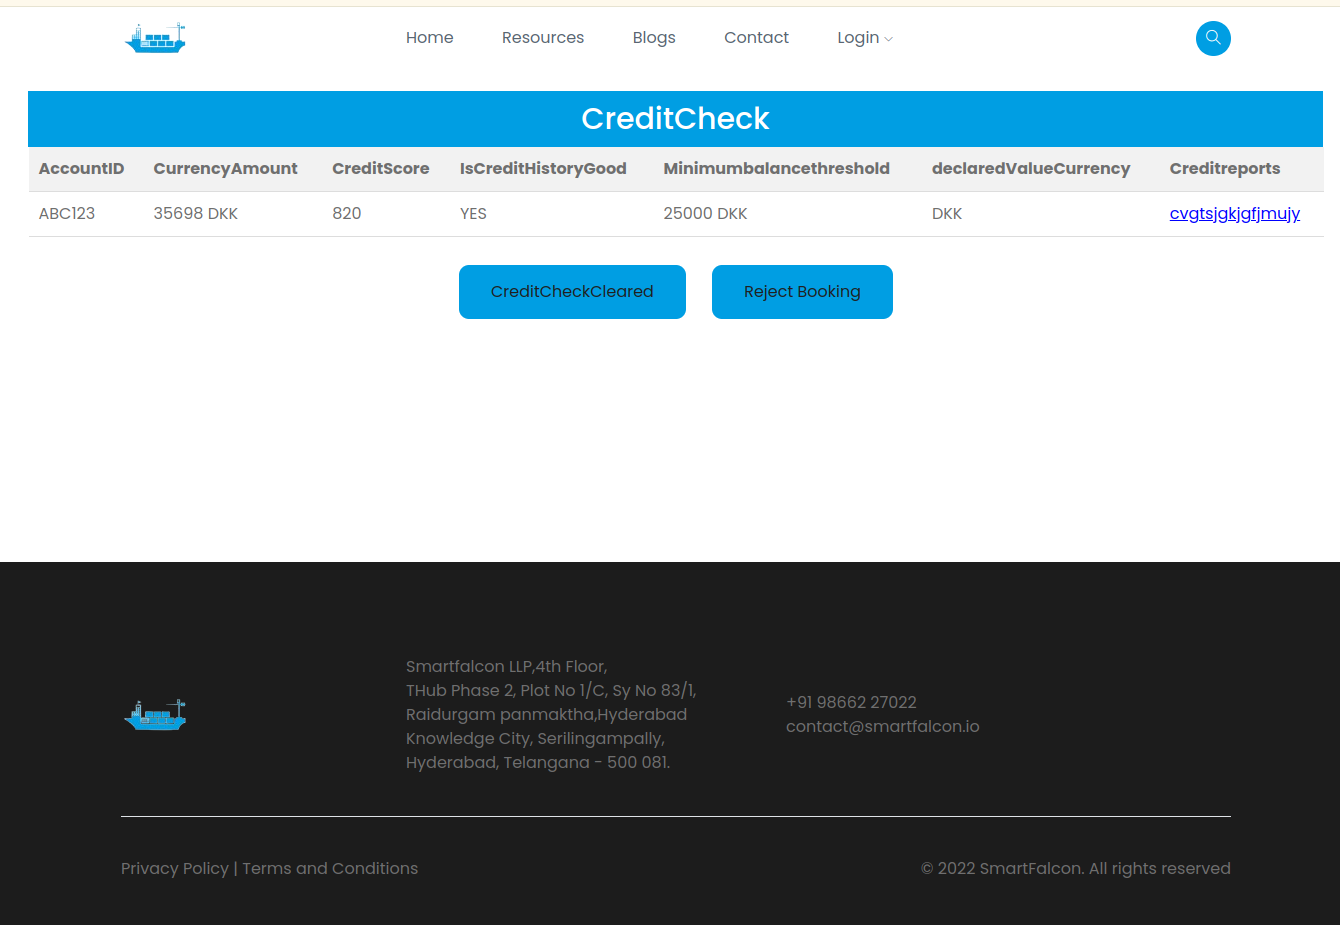 Home Resources Blogs Contact Login
CreditCheck
AccountID CurrencyAmount CreditScore IsCreditHistoryGood Minimumbalancethreshold declaredValueCurrency Creditreports
ABC123 35698 DKK 820 YES 25000 DKK DKK cvgtsjgkjgfjmujy
CreditCheckCleared Reject Booking
Smartfalcon LLP,4th Floor,
THub Phase 2, Plot No 1/C, Sy No 83/1,
Raidurgam panmaktha,Hyderabad
Knowledge City, Serilingampally,
Hyderabad, Telangana - 500 081.
+91 98662 27022
contact@smartfalcon.io
Privacy Policy | Terms and Conditions
© 2022 SmartFalcon. All rights reserved